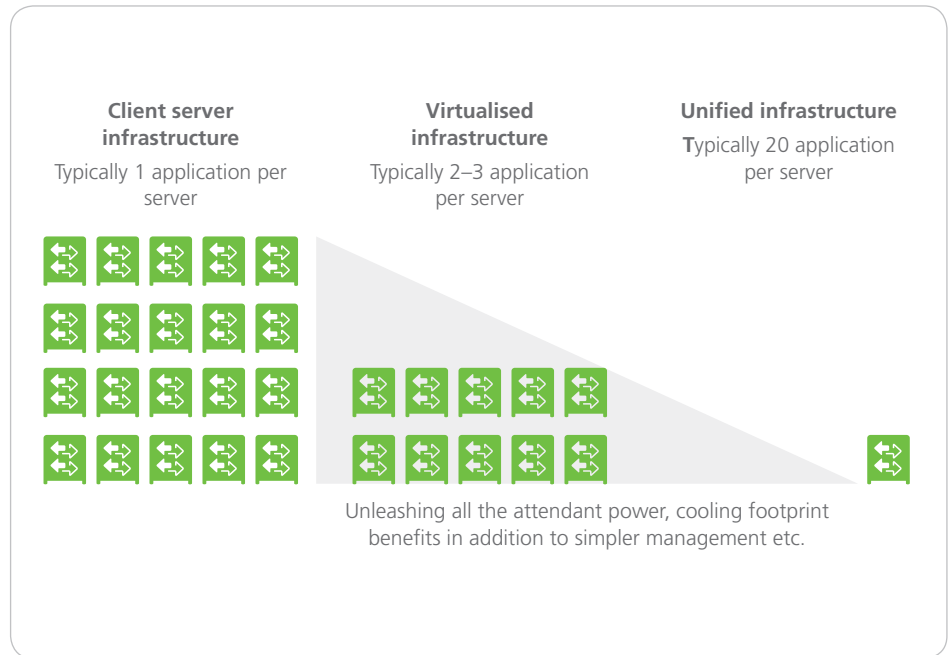 Client server
infrastructure
Typically 1 application per
server
Virtualised
infrastructure
Typically 2–3 application
per server
Unified infrastructure
Typically 20 application
per server
Unleashing all the attendant power, cooling footprint
benefits in addition to simpler management etc.